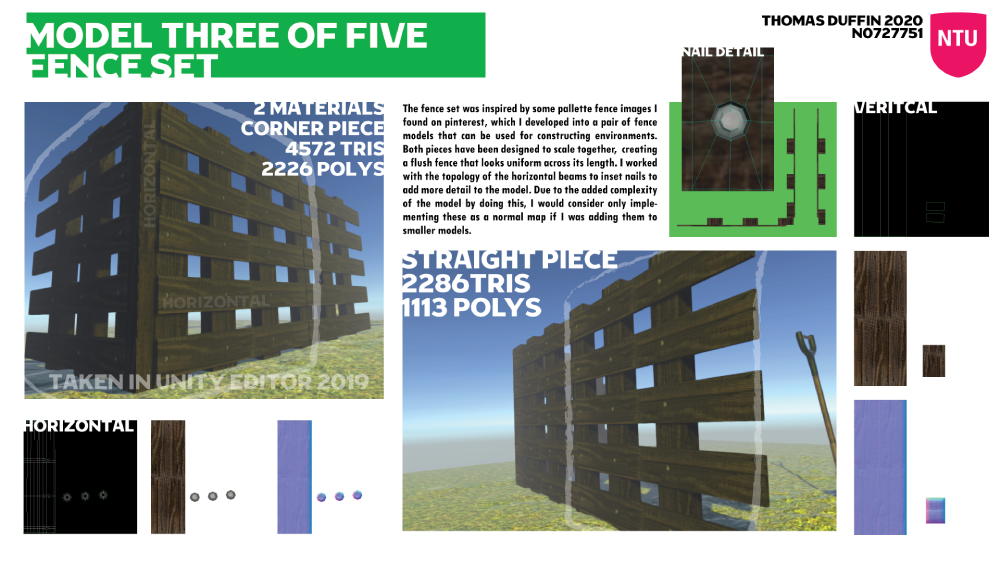 MODEL THREE OF FIVE
FENCE SET
THOMAS DUFFIN 2020
N0727751
NTU
2 MATERIALS
CORNER PIECE
4572 TRIS
2226 POLYS
HORIZONTAL
HORIZONTAL
TAKEN IN UNITY EDITOR 2019
The fence set was inspired by some pallette fence images I
found on pinterest, which I developed into a pair of fence
models that can be used for constructing environments.
Both pieces have been designed to scale together, creating
a flush fence that looks uniform across its length. I worked
with the topology of the horizontal beams to inset nails to
add more detail to the model. Due to the added complexity
of the model by doing this, I would consider only imple-
menting these as a normal map if I was adding them to
smaller models.
NAIL DETAIL
VERITCAL
STRAIGHT PIECE
2286TRIS
1113 POLYS
HORIZONTAL